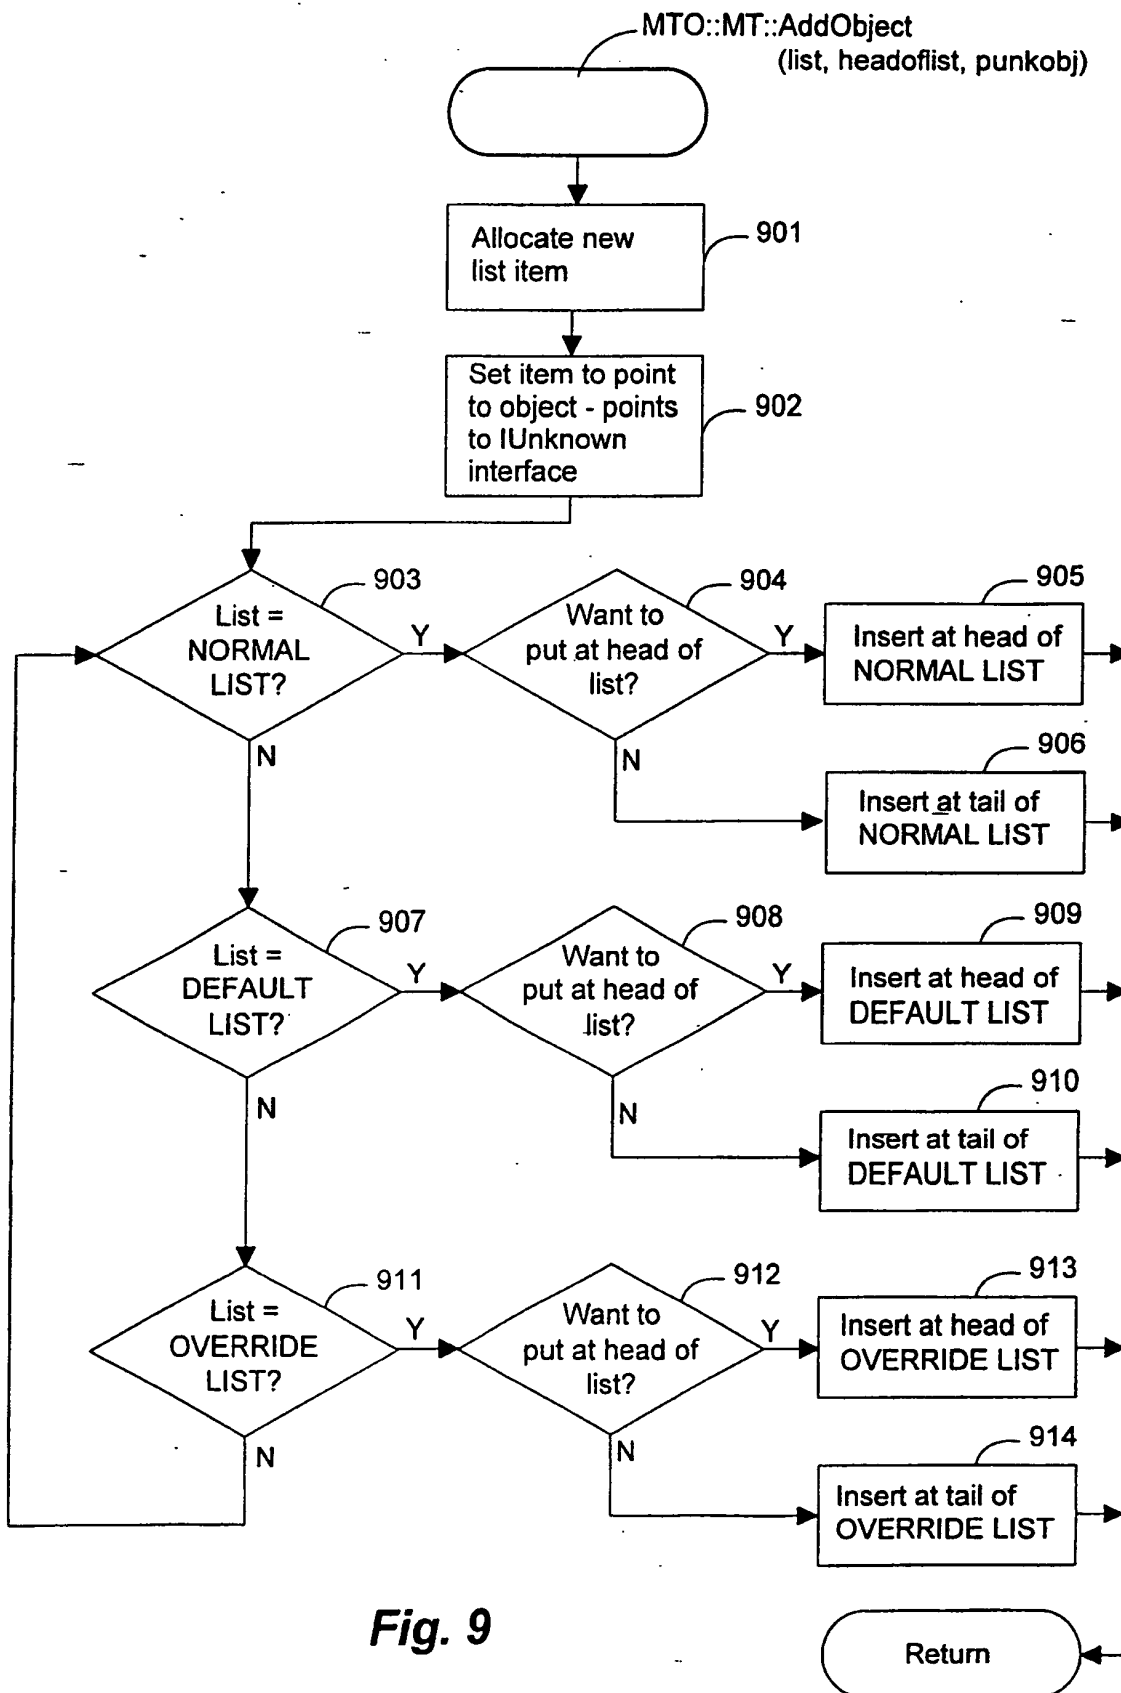 MTO::MT::AddObject
(list, headoflist, punkobj)
Allocate new
list item
901
Set item to point
to object - points
to IUnknown
interface
902
List =
NORMAL
LIST?
903
Y
N
Want to
put at head of
list?
904
Y
N
Insert at head of
NORMAL LIST
905
Insert at tail of
NORMAL LIST
906
List =
DEFAULT
LIST?
907
Y
N
Want to
put at head of
list?
908
Y
N
Insert at head of
DEFAULT LIST
909
Insert at tail of
DEFAULT LIST
910
List =
OVERRIDE
LIST?
911
Y
N
Want to
put at head of
list?
912
Y
N
Insert at head of
OVERRIDE LIST
913
Insert at tail of
OVERRIDE LIST
914
Fig. 9
Return